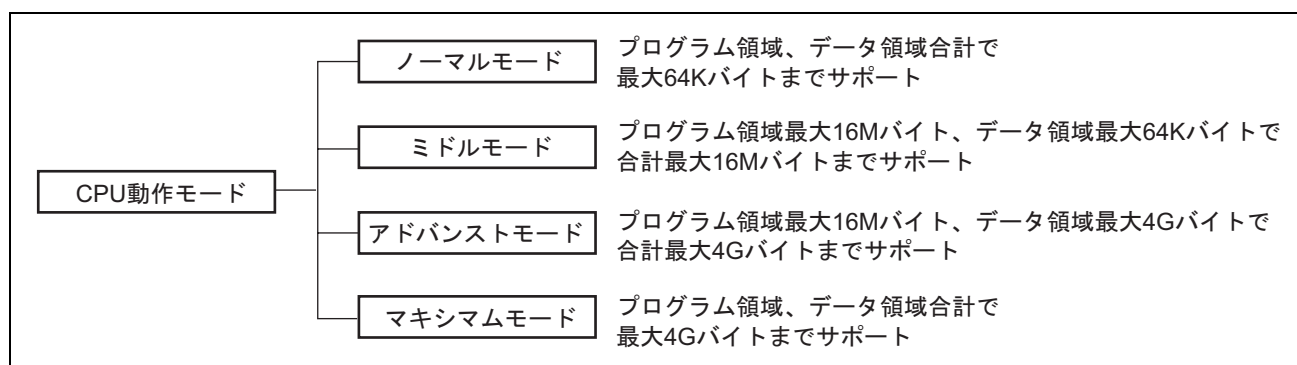 CPU動作モード
ノーマルモード
プログラム領域、データ領域合計で
最大64Kバイトまでサポート
ミドルモード
プログラム領域最大16Mバイト、データ領域最大64Kバイトで
合計最大16Mバイトまでサポート
アドバンストモード
プログラム領域最大16Mバイト、データ領域最大4Gバイトで
合計最大4Gバイトまでサポート
マキシマムモード
プログラム領域、データ領域合計で
最大4Gバイトまでサポート